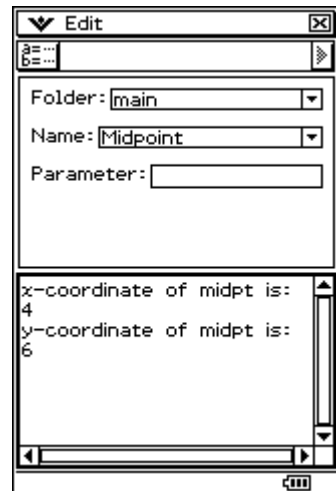 Edit
a=...
b=...
Folder: main
Name: Midpoint
Parameter:
x-coordinate of midpt is:
4
y-coordinate of midpt is:
6